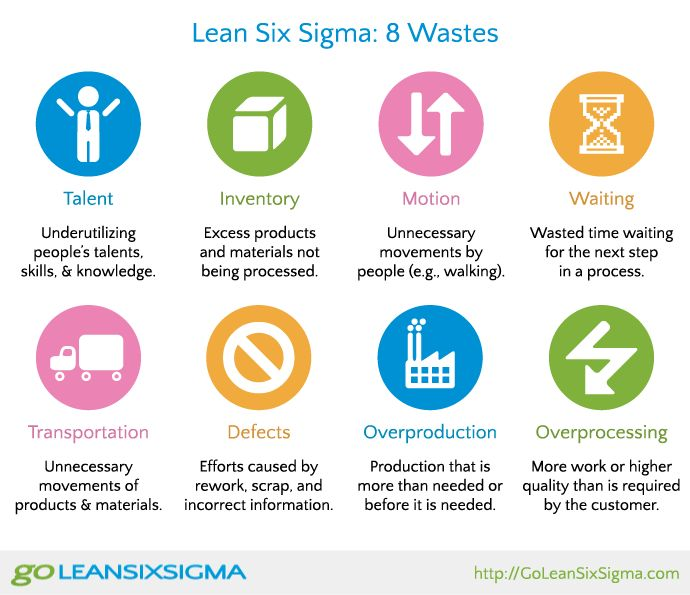 Lean Six Sigma: 8 Wastes
Talent
Underutilizing
people's talents,
skills, & knowledge.
Inventory
Excess products
and materials not
being processed.
Motion
Unnecessary
movements by
people (e.g., walking).
Waiting
Wasted time waiting
for the next step
in a process.
Transportation
Unnecessary
movements of
products & materials.
Defects
Efforts caused by
rework, scrap, and
incorrect information.
Overproduction
Production that is
more than needed or
before it is needed.
Overprocessing
More work or higher
quality than is required
by the customer.
go LEANSIXSIGMA
http://GoLeanSixSigma.com